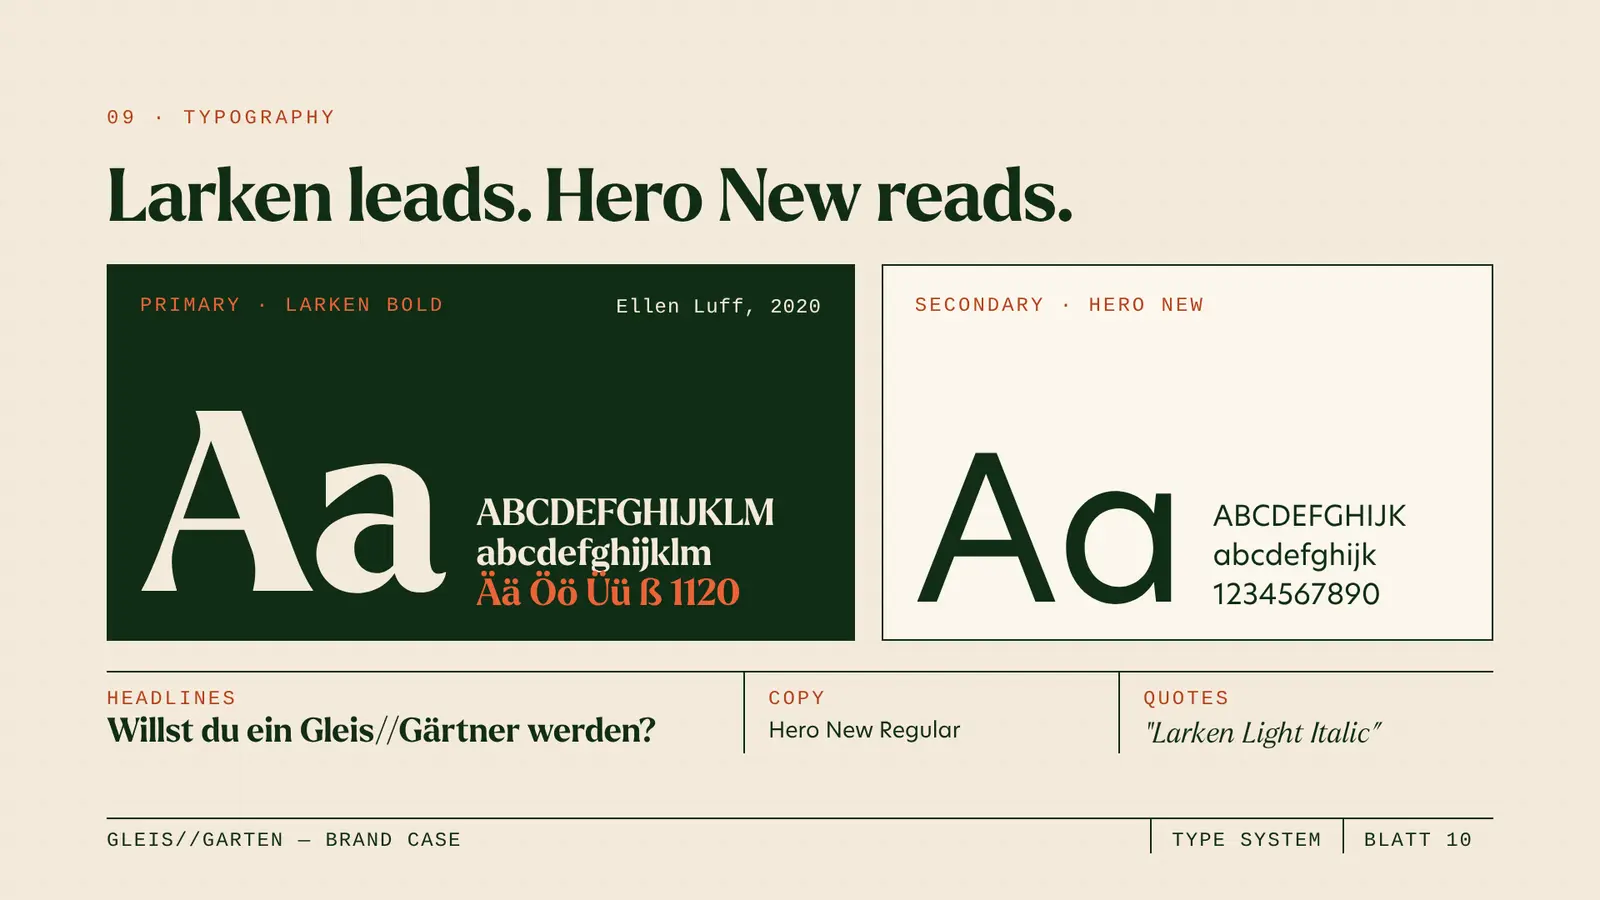 09 · TYPOGRAPHY
Larken leads. Hero New reads.
PRIMARY · LARKEN BOLD
Ellen Luff, 2020
Aa
ABCDEFGHIJKLM
abcdefghijklm
Ää Öö Üü ß 1120
SECONDARY · HERO NEW
Aa
ABCDEFGHIJK
abcdefghijk
1234567890
HEADLINES
Willst du ein Gleis//Gärtner werden?
COPY
Hero New Regular
QUOTES
"Larken Light Italic"
GLEIS//GARTEN — BRAND CASE
TYPE SYSTEM
BLATT 10